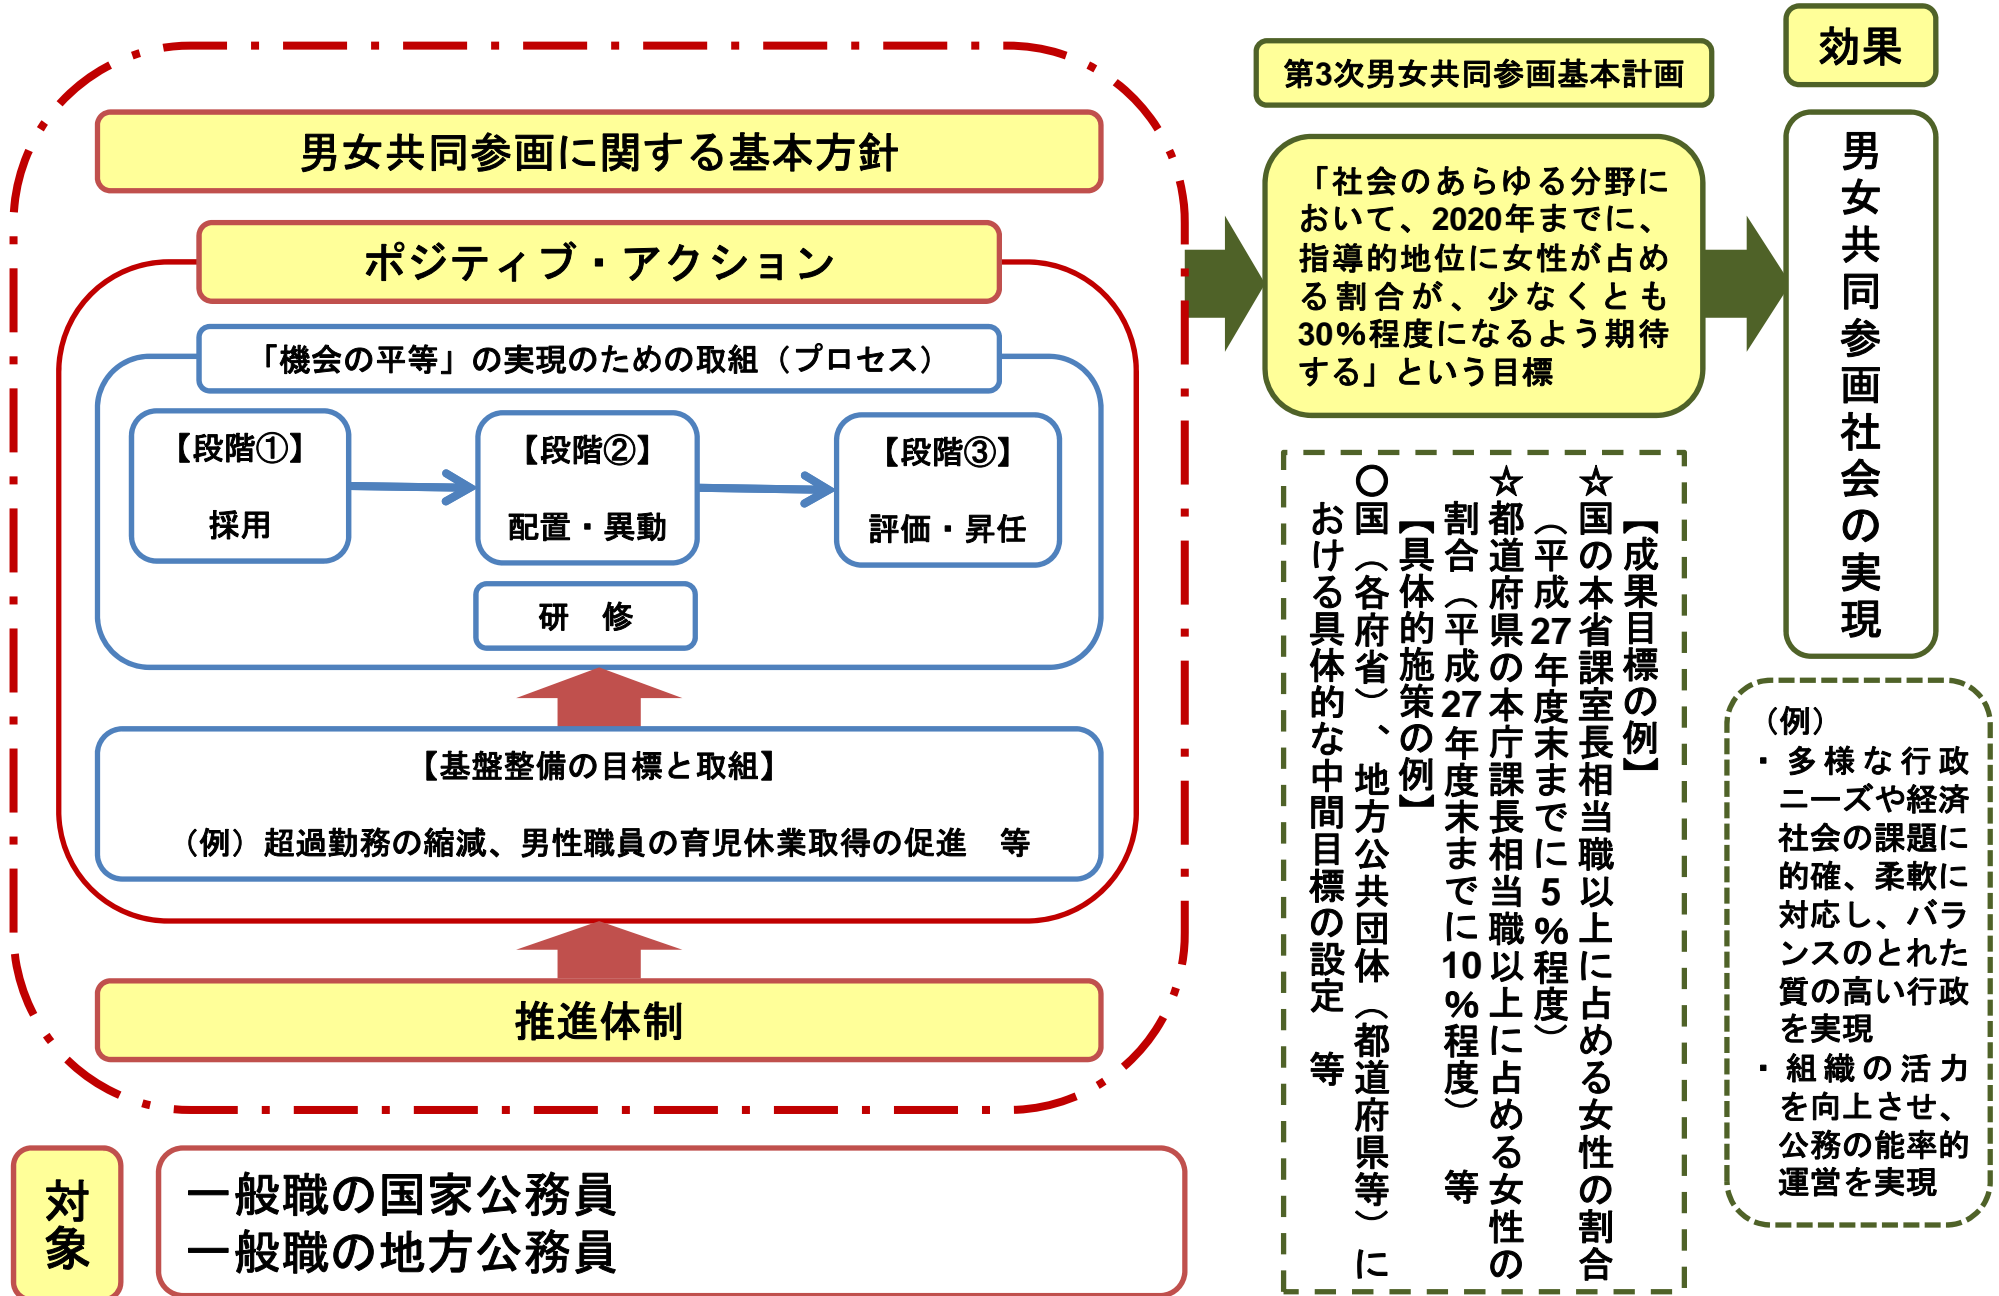 男女共同参画に関する基本方針
ポジティブ・アクション
「機会の平等」の実現のための取組（プロセス）
【段階①】
採用
【段階②】
配置・異動
【段階③】
評価・昇任
研　修
【基盤整備の目標と取組】
（例）超過勤務の縮減、男性職員の育児休業取得の促進　等
推進体制
対象
一般職の国家公務員
一般職の地方公務員
第3次男女共同参画基本計画
「社会のあらゆる分野に
おいて、2020年までに、
指導的地位に女性が占め
る割合が、少なくとも
30%程度になるよう期待
する」という目標
【成果目標の例】
☆国の本省課室長相当職以上に占める女性の割合
（平成27年度末までに5%程度）
☆都道府県の本庁課長相当職以上に占める女性の
割合（平成27年度末までに10%程度）　等
【具体的施策の例】
○国（各府省）、地方公共団体（都道府県等）に
おける具体的な中間目標の設定　等
効果
男女共同参画社会の実現
（例）
・多様な行政
ニーズや経済
社会の課題に
的確、柔軟に
対応し、バラ
ンスのとれた
質の高い行政
を実現
・組織の活力
を向上させ、
公務の能率的
運営を実現